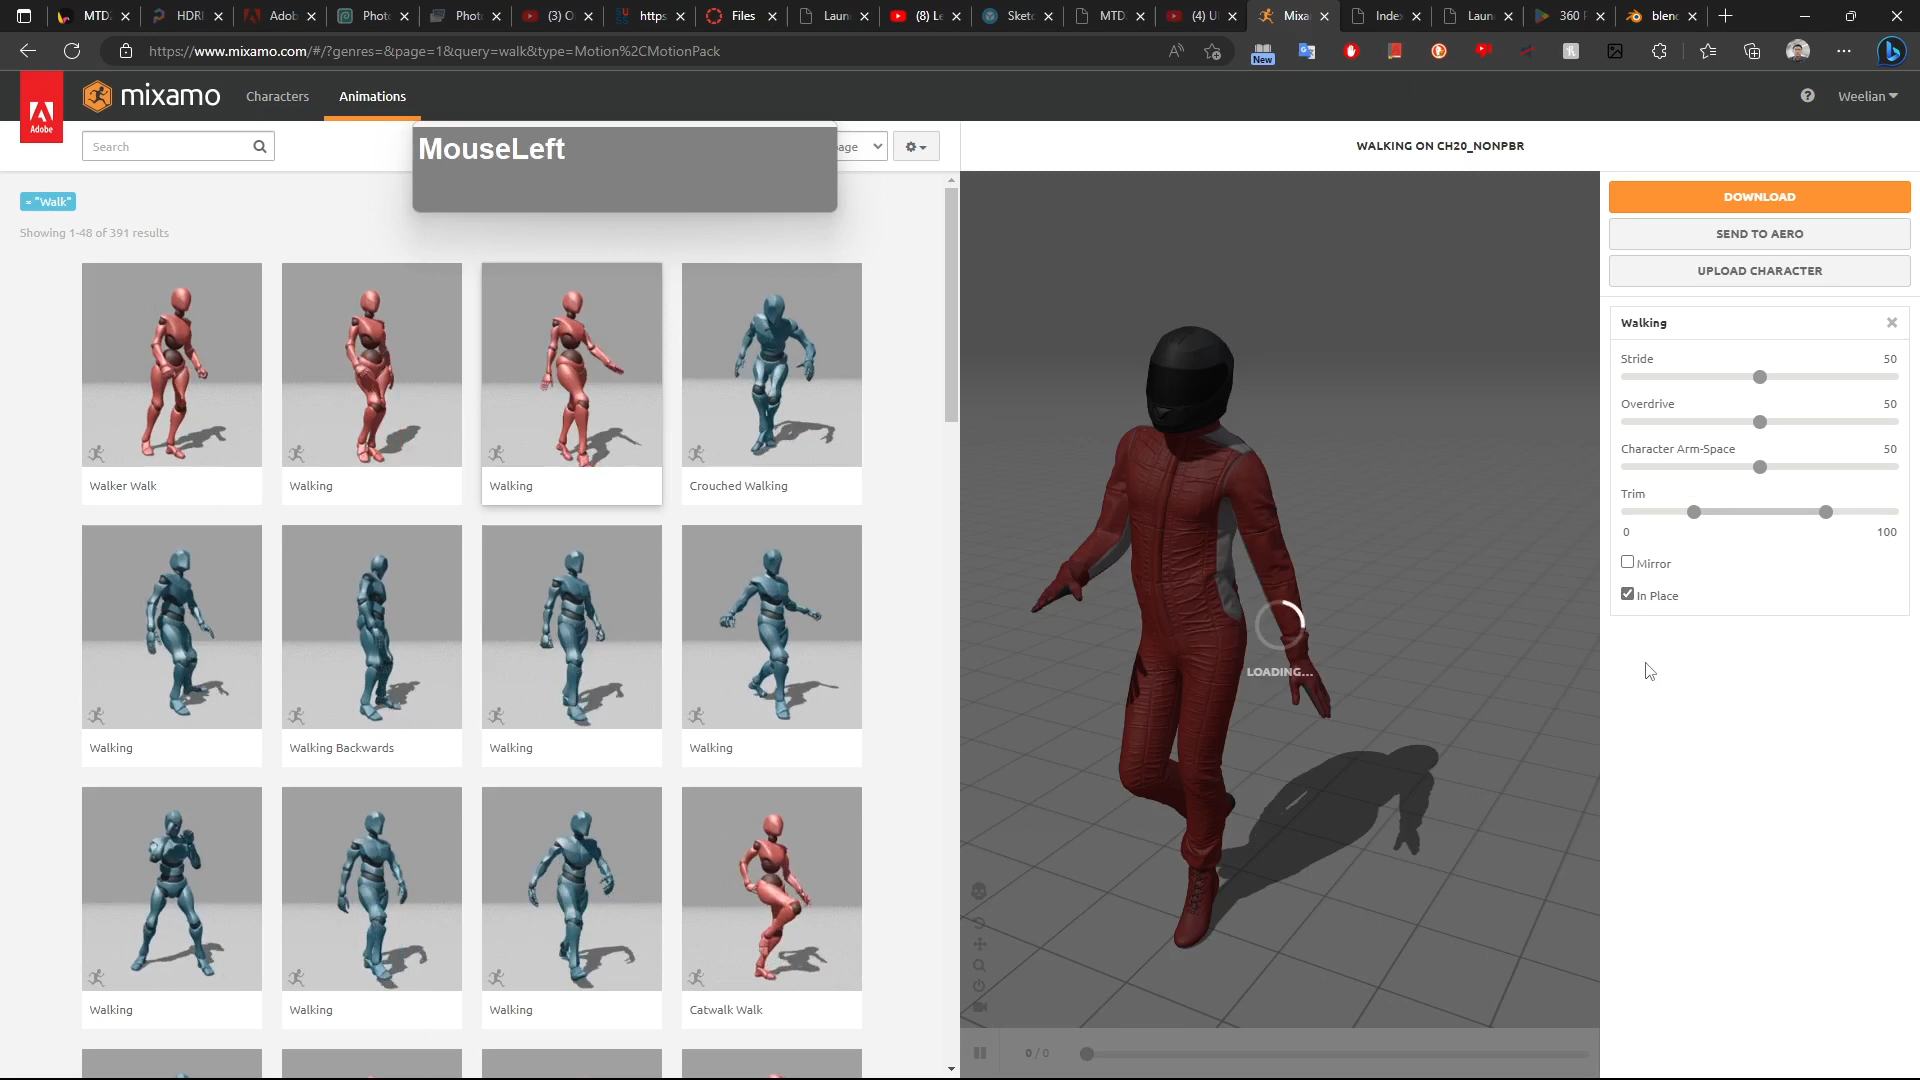 MTD
HDRI
Adob
Photo
Photo
(3) O
https
Files
Laun
(8) Le
Sketc
MTD
(4) U
Mixa
Index
Laun
360 F
blen
https://www.mixamo.com/#/?genres=&page=1&query=walk&type=Motion%2CMotionPack
New
Adobe
mixamo
Characters
Animations
Weelian
Search
MouseLeft
age
WALKING ON CH20_NONPBR
× "Walk"
Showing 1-48 of 391 results
DOWNLOAD
SEND TO AERO
UPLOAD CHARACTER
Walking
Stride 50
Overdrive 50
Character Arm-Space 50
Trim
0 100
Mirror
In Place
Walker Walk
Walking
Walking
Crouched Walking
Walking
Walking Backwards
Walking
Walking
Walking
Walking
Walking
Catwalk Walk
LOADING...
0 / 0